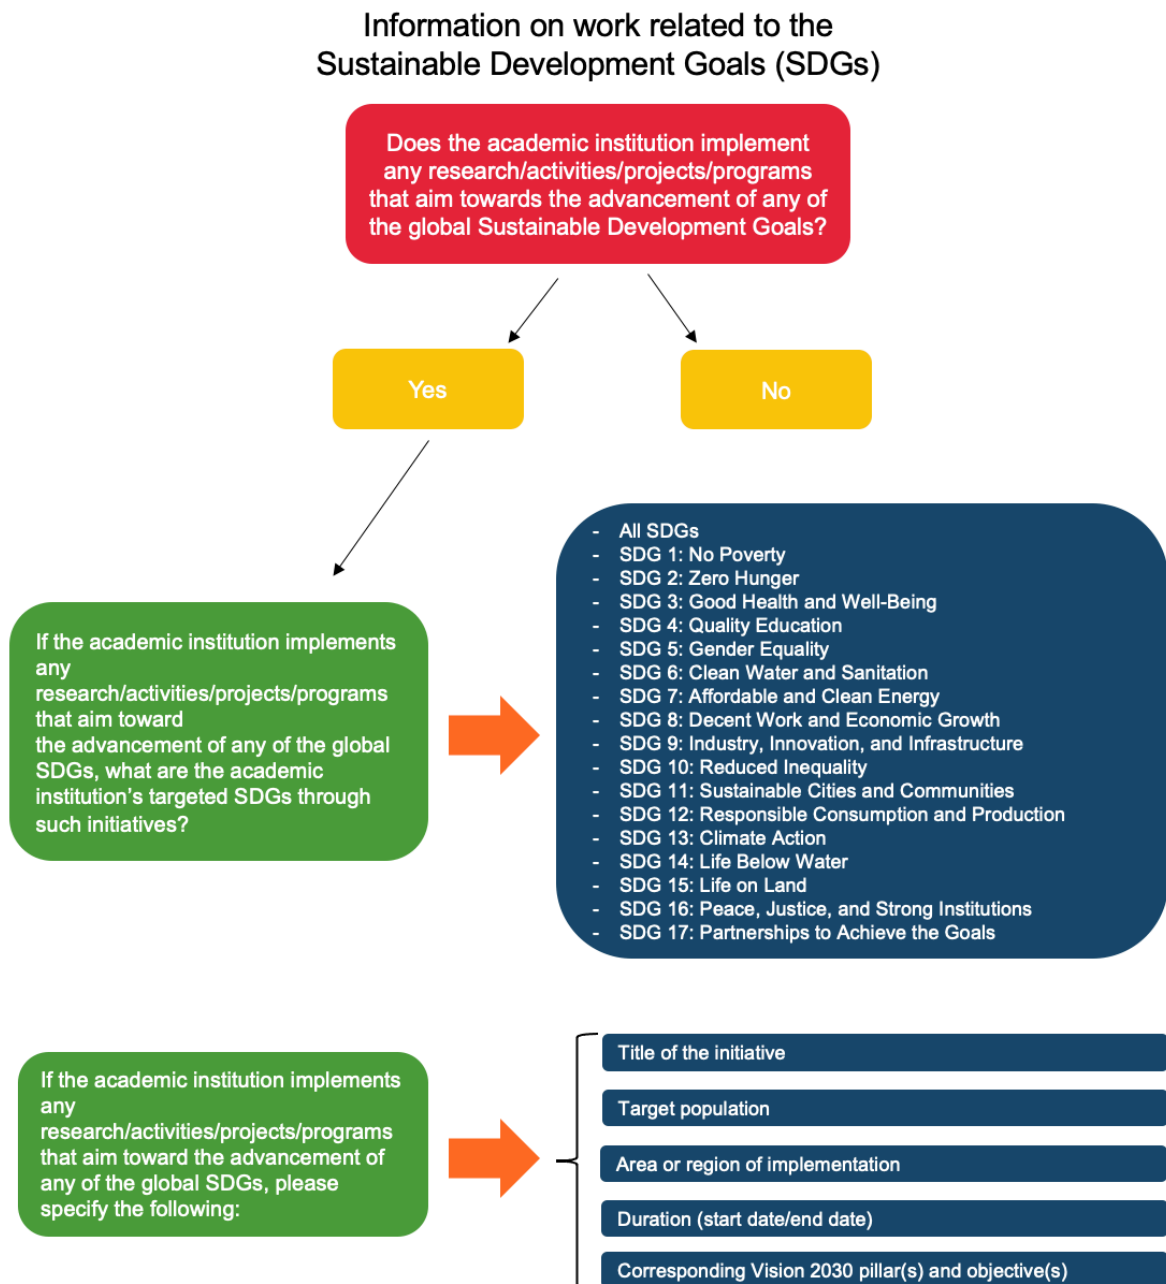 Information on work related to the
Sustainable Development Goals (SDGs)
Does the academic institution implement
any research/activities/projects/programs
that aim towards the advancement of any of
the global Sustainable Development Goals?
Yes
No
If the academic institution implements
any
research/activities/projects/programs
that aim toward
the advancement of any of the global
SDGs, what are the academic
institution’s targeted SDGs through
such initiatives?
- All SDGs
- SDG 1: No Poverty
- SDG 2: Zero Hunger
- SDG 3: Good Health and Well-Being
- SDG 4: Quality Education
- SDG 5: Gender Equality
- SDG 6: Clean Water and Sanitation
- SDG 7: Affordable and Clean Energy
- SDG 8: Decent Work and Economic Growth
- SDG 9: Industry, Innovation, and Infrastructure
- SDG 10: Reduced Inequality
- SDG 11: Sustainable Cities and Communities
- SDG 12: Responsible Consumption and Production
- SDG 13: Climate Action
- SDG 14: Life Below Water
- SDG 15: Life on Land
- SDG 16: Peace, Justice, and Strong Institutions
- SDG 17: Partnerships to Achieve the Goals
If the academic institution implements
any
research/activities/projects/programs
that aim toward the advancement of
any of the global SDGs, please
specify the following:
Title of the initiative
Target population
Area or region of implementation
Duration (start date/end date)
Corresponding Vision 2030 pillar(s) and objective(s)